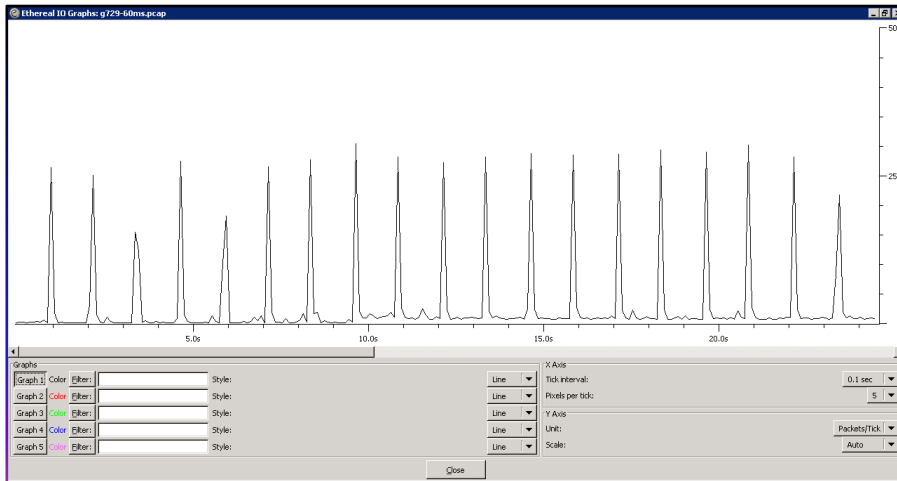 Ethereal IO Graphs: g729-60ms.pcap
50
25
0
5.0s 10.0s 15.0s 20.0s
Graphs
Graph 1 Color Filter: Style: Line
Graph 2 Color Filter: Style: Line
Graph 3 Color Filter: Style: Line
Graph 4 Color Filter: Style: Line
Graph 5 Color Filter: Style: Line
X Axis
Tick interval: 0.1 sec
Pixels per tick: 5
Y Axis
Unit: Packets/Tick
Scale: Auto
Close